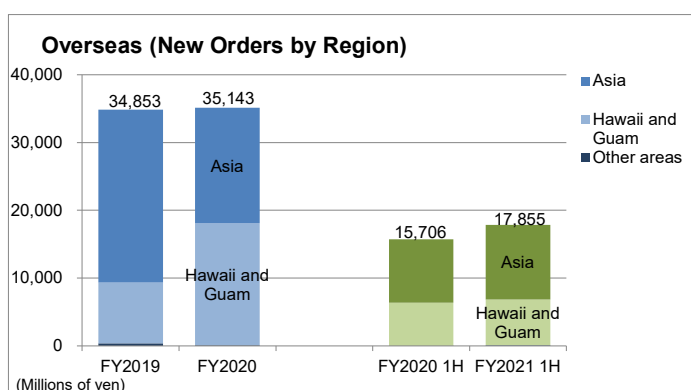 Overseas (New Orders by Region)
40,000
30,000
20,000
10,000
0
34,853
35,143
15,706
17,855
Asia
Hawaii and
Guam
Asia
Hawaii and
Guam
FY2019
FY2020
FY2020 1H
FY2021 1H
(Millions of yen)
Asia
Hawaii and
Guam
Other areas